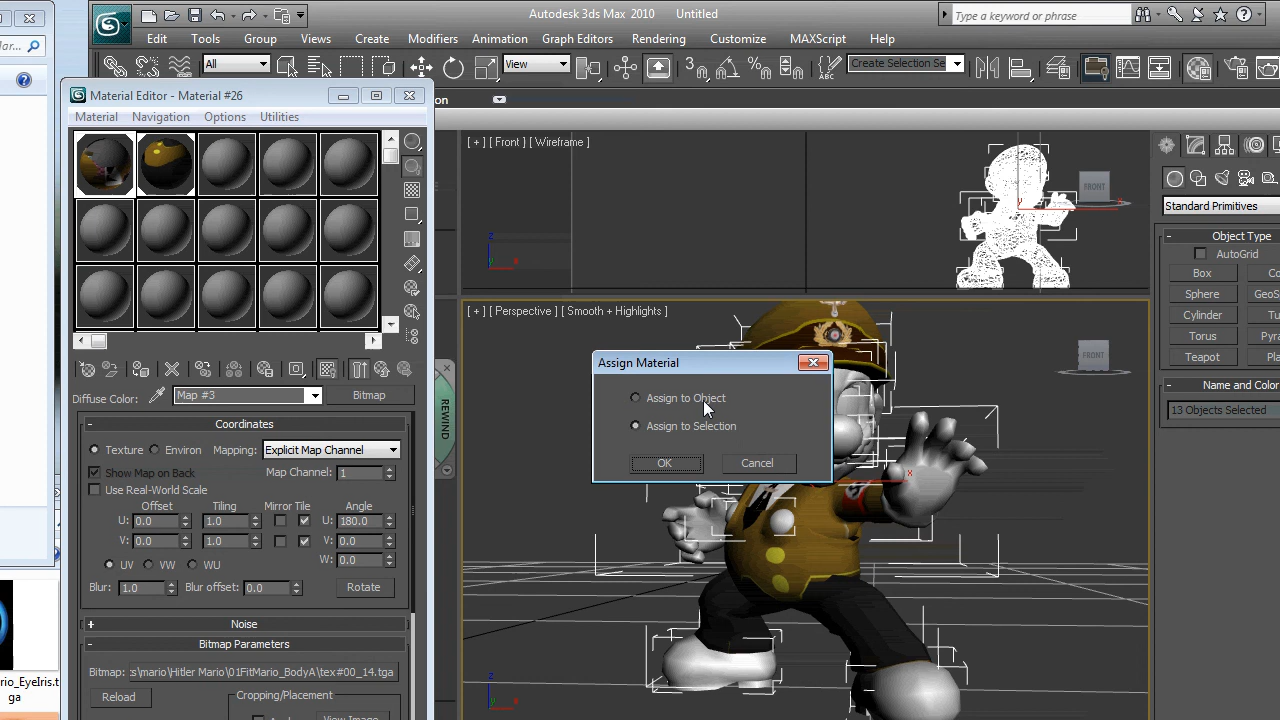 Autodesk 3ds Max 2010 Untitled
Type a keyword or phrase
Edit Tools Group Views Create Modifiers Animation Graph Editors Rendering Customize MAXScript Help
All
View
Create Selection Se
Material Editor - Material #26
Material Navigation Options Utilities
[ + ] [ Front ] [ Wireframe ]
FRONT
z
x
y
Standard Primitives
Object Type
AutoGrid
Box
Sphere
Cylinder
Torus
Teapot
[ + ] [ Perspective ] [ Smooth + Highlights ]
FRONT
Name and Color
13 Objects Selected
Assign Material
Assign to Object
Assign to Selection
OK Cancel
REWIND
Diffuse Color: Map #3 Bitmap
Coordinates
Texture Environ Mapping: Explicit Map Channel
Show Map on Back Map Channel: 1
Use Real-World Scale
Offset Tiling Mirror Tile Angle
U: 0.0 1.0 U: 180.0
V: 0.0 1.0 V: 0.0
W: 0.0
UV VW WU
Blur: 1.0 Blur offset: 0.0 Rotate
Noise
Bitmap Parameters
Bitmap: :s\mario\Hitler Mario\01FitMario_BodyA\tex#00_14.tga
Reload
Cropping/Placement
View Image
rio_EyeIris.t
ga
x
z
x
y